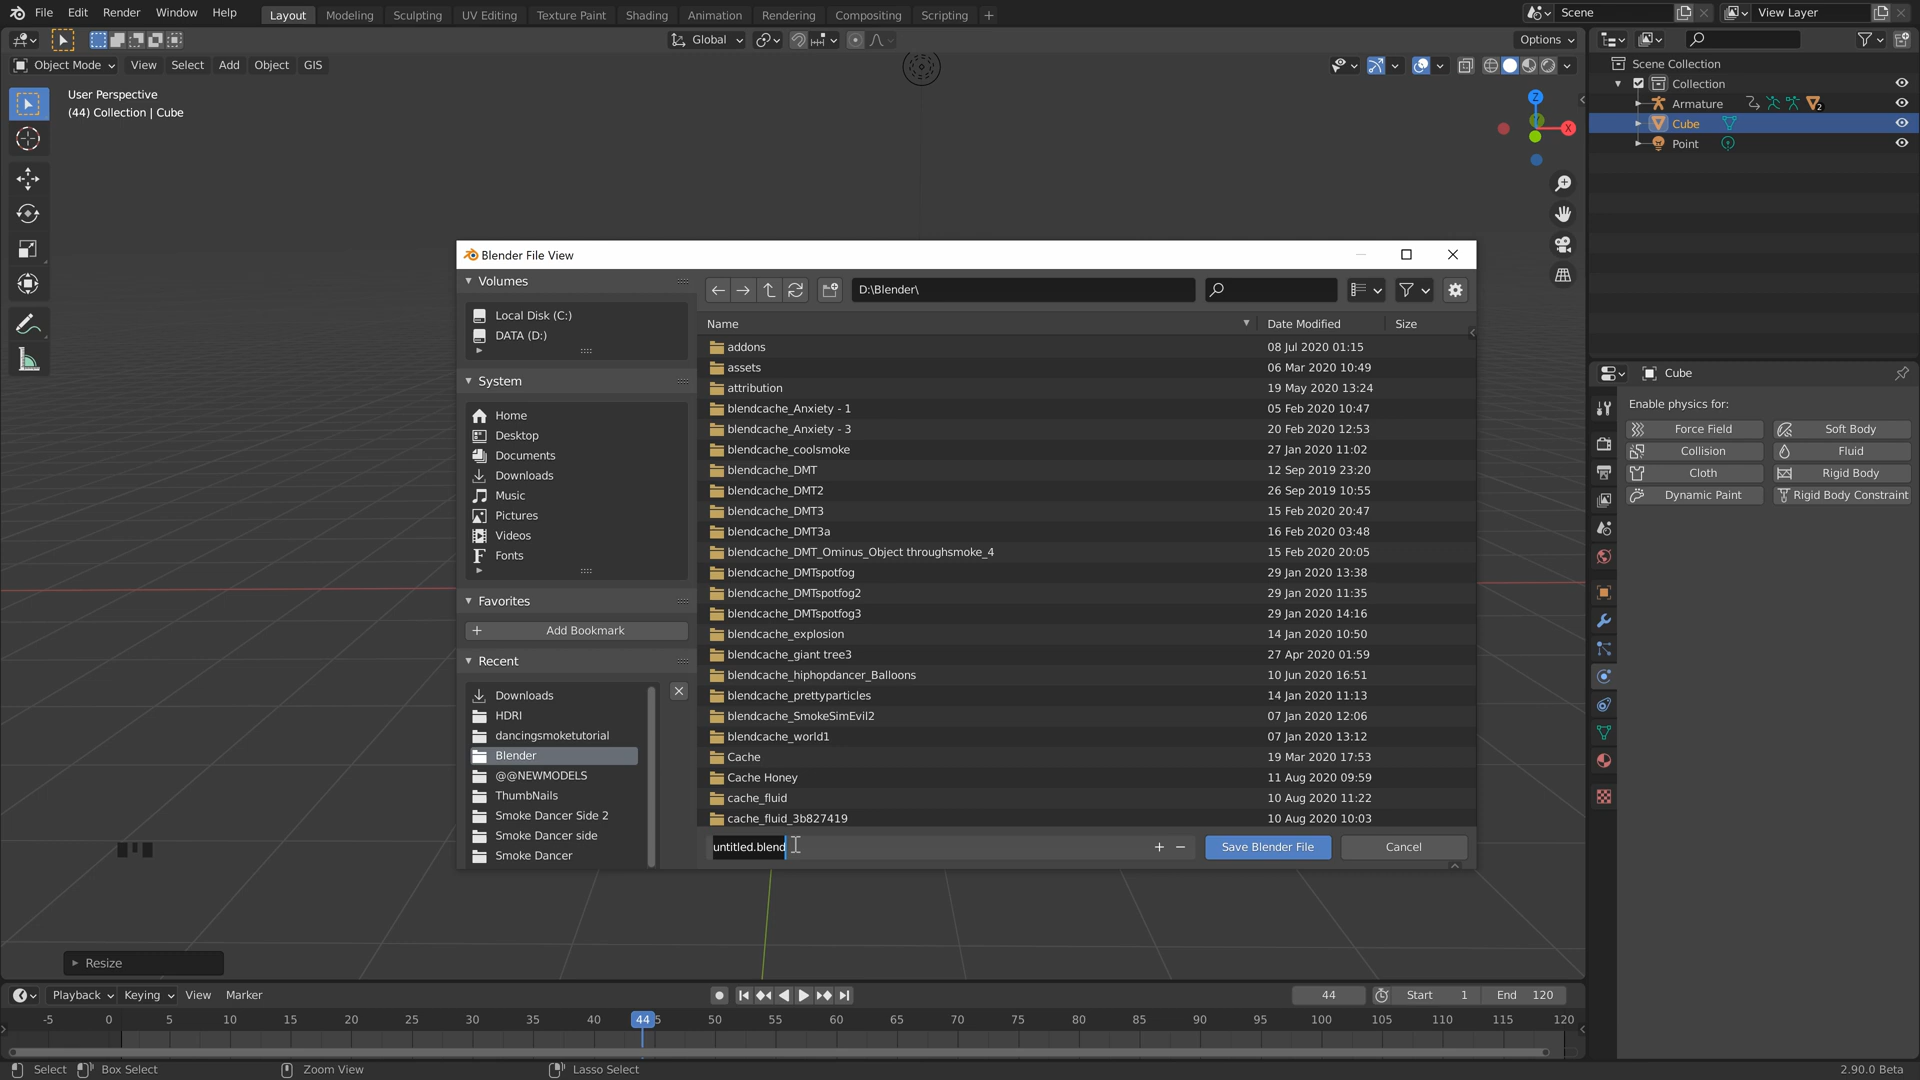 File Edit Render Window Help Layout Modeling Sculpting UV Editing Texture Paint Shading Animation Rendering Compositing Scripting + Scene View Layer
Global Options
Object Mode View Select Add Object GIS
User Perspective
(44) Collection | Cube
Z
X
Scene Collection
Collection
Armature 2
Cube
Point
Cube
Enable physics for:
Force Field Soft Body
Collision Fluid
Cloth Rigid Body
Dynamic Paint Rigid Body Constraint
Blender File View
Volumes
Local Disk (C:)
DATA (D:)
System
Home
Desktop
Documents
Downloads
Music
Pictures
Videos
Fonts
Favorites
+ Add Bookmark
Recent
Downloads
HDRI
dancingsmoketutorial
Blender
@@NEWMODELS
ThumbNails
Smoke Dancer Side 2
Smoke Dancer side
Smoke Dancer
D:\Blender\
Name Date Modified Size
addons 08 Jul 2020 01:15
assets 06 Mar 2020 10:49
attribution 19 May 2020 13:24
blendcache_Anxiety - 1 05 Feb 2020 10:47
blendcache_Anxiety - 3 20 Feb 2020 12:53
blendcache_coolsmoke 27 Jan 2020 11:02
blendcache_DMT 12 Sep 2019 23:20
blendcache_DMT2 26 Sep 2019 10:55
blendcache_DMT3 15 Feb 2020 20:47
blendcache_DMT3a 16 Feb 2020 03:48
blendcache_DMT_Ominus_Object throughsmoke_4 15 Feb 2020 20:05
blendcache_DMTspotfog 29 Jan 2020 13:38
blendcache_DMTspotfog2 29 Jan 2020 11:35
blendcache_DMTspotfog3 29 Jan 2020 14:16
blendcache_explosion 14 Jan 2020 10:50
blendcache_giant tree3 27 Apr 2020 01:59
blendcache_hiphopdancer_Balloons 10 Jun 2020 16:51
blendcache_prettyparticles 14 Jan 2020 11:13
blendcache_SmokeSimEvil2 07 Jan 2020 12:06
blendcache_world1 07 Jan 2020 13:12
Cache 19 Mar 2020 17:53
Cache Honey 11 Aug 2020 09:59
cache_fluid 10 Aug 2020 11:22
cache_fluid_3b827419 10 Aug 2020 10:03
untitled.blend + − Save Blender File Cancel
Resize
Playback Keying View Marker 44 Start 1 End 120
-5 0 5 10 15 20 25 30 35 40 44 5 50 55 60 65 70 75 80 85 90 95 100 105 110 115 120
Select Box Select Zoom View Lasso Select 2.90.0 Beta